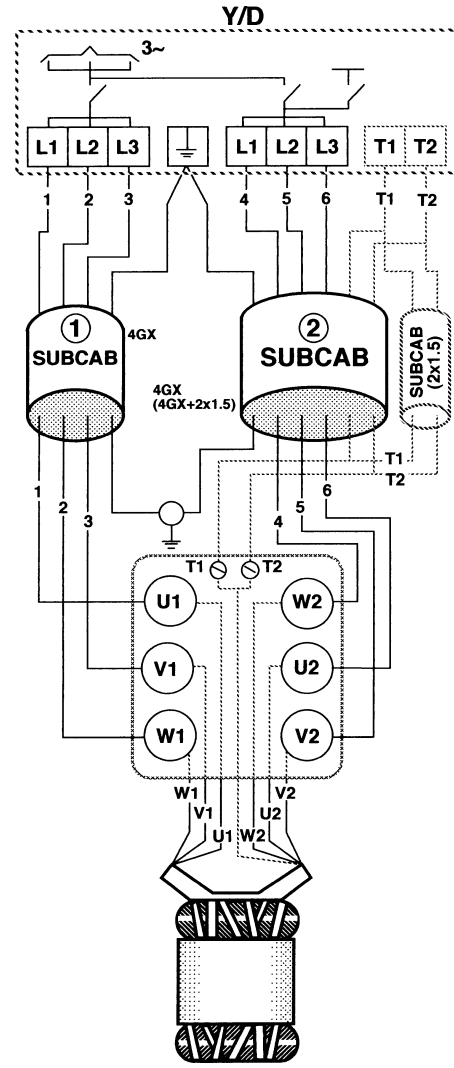 Y/D
3~
L1 L2 L3 L1 L2 L3 T1 T2
1 2 3 4 5 6 T1 T2
1 SUBCAB
4GX
2 SUBCAB
4GX
(4GX+2x1.5)
SUBCAB
(2x1.5)
T1
T2
1 2 3 4 5 6
T1 T2
U1 W2
V1 U2
W1 V2
W1 V2
V1 U2
U1 W2